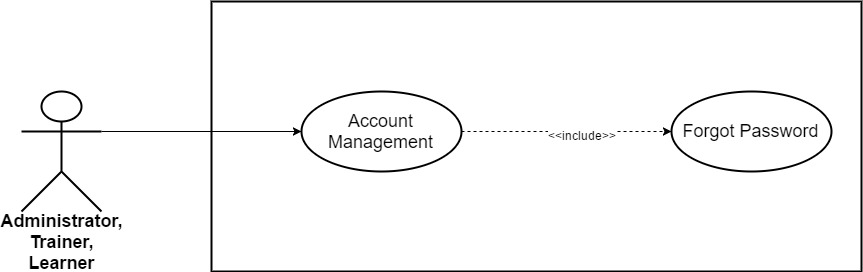 Account
Management
<<include>>
Forgot Password
Administrator,
Trainer,
Learner